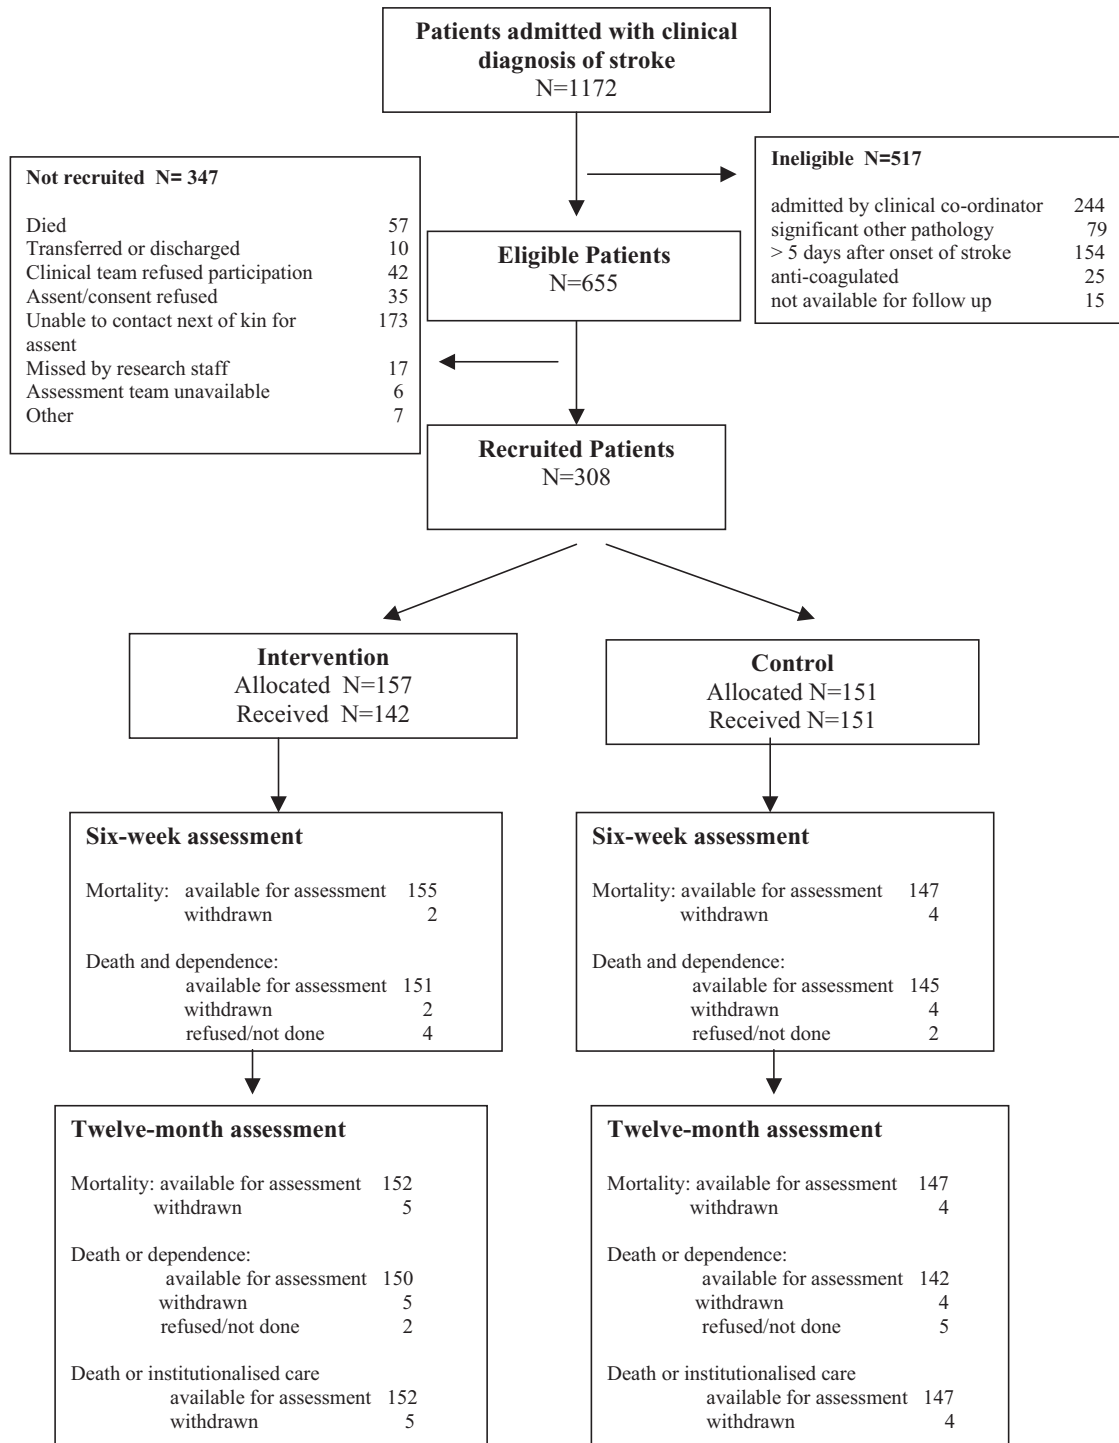 Patients admitted with clinical
diagnosis of stroke
N=1172
Ineligible N=517
admitted by clinical co-ordinator 244
significant other pathology 79
> 5 days after onset of stroke 154
anti-coagulated 25
not available for follow up 15
Eligible Patients
N=655
Not recruited N= 347
Died 57
Transferred or discharged 10
Clinical team refused participation 42
Assent/consent refused 35
Unable to contact next of kin for 173
assent
Missed by research staff 17
Assessment team unavailable 6
Other 7
Recruited Patients
N=308
Intervention
Allocated N=157
Received N=142
Control
Allocated N=151
Received N=151
Six-week assessment
Mortality: available for assessment 155
withdrawn 2
Death and dependence:
available for assessment 151
withdrawn 2
refused/not done 4
Six-week assessment
Mortality: available for assessment 147
withdrawn 4
Death and dependence:
available for assessment 145
withdrawn 4
refused/not done 2
Twelve-month assessment
Mortality: available for assessment 152
withdrawn 5
Death or dependence:
available for assessment 150
withdrawn 5
refused/not done 2
Death or institutionalised care
available for assessment 152
withdrawn 5
Twelve-month assessment
Mortality: available for assessment 147
withdrawn 4
Death or dependence:
available for assessment 142
withdrawn 4
refused/not done 5
Death or institutionalised care
available for assessment 147
withdrawn 4